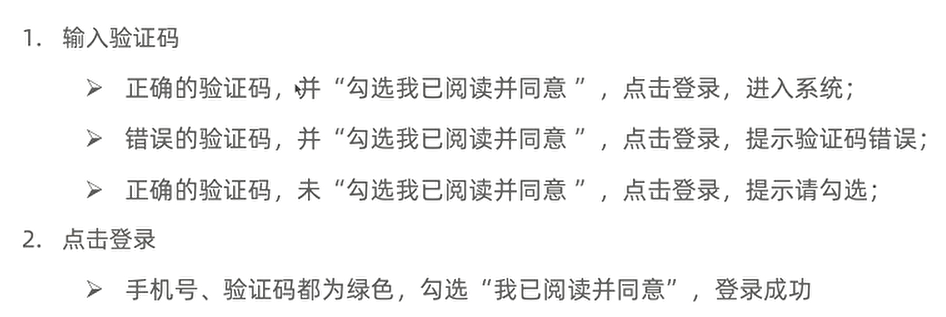 1. 输入验证码
➢ 正确的验证码，并“勾选我已阅读并同意 ”，点击登录，进入系统；
➢ 错误的验证码，并“勾选我已阅读并同意 ”，点击登录，提示验证码错误；
➢ 正确的验证码，未“勾选我已阅读并同意 ”，点击登录，提示请勾选；
2. 点击登录
➢ 手机号、验证码都为绿色，勾选“我已阅读并同意”，登录成功